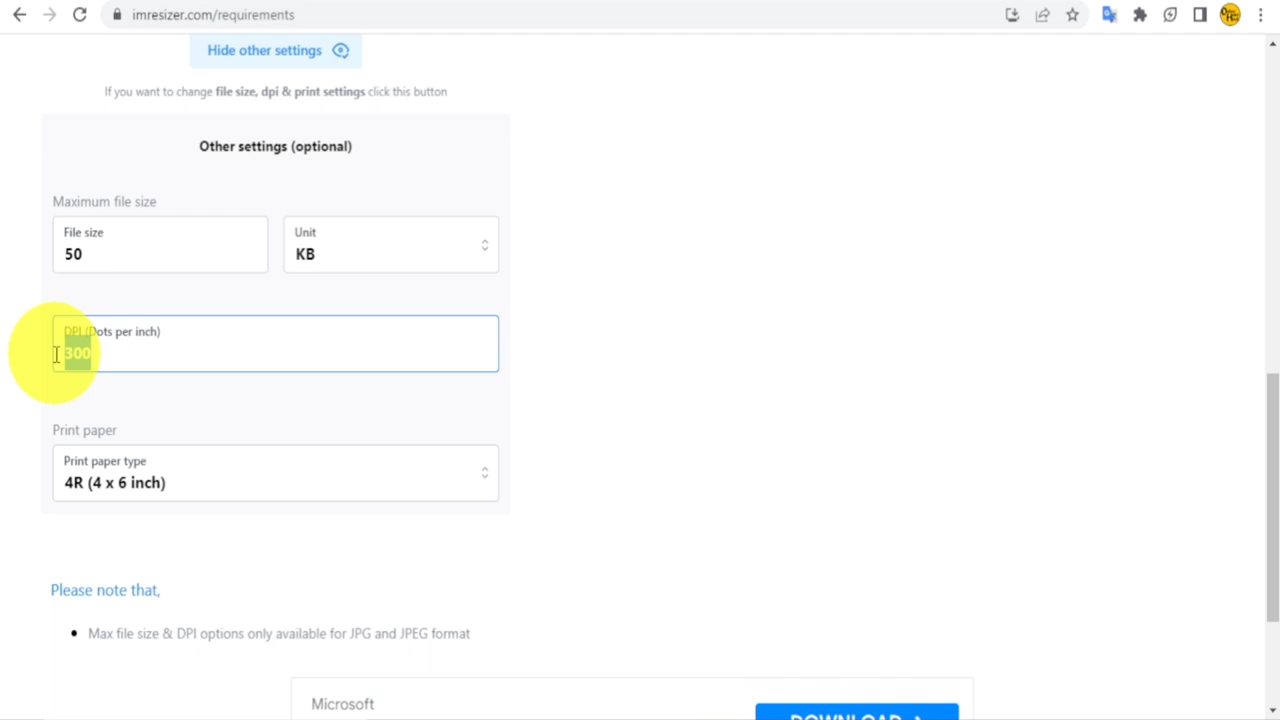 imresizer.com/requirements
Hide other settings
If you want to change file size, dpi & print settings click this button
Other settings (optional)
Maximum file size
File size
50
Unit
KB
DPI (Dots per inch)
300
Print paper
Print paper type
4R (4 x 6 inch)
Please note that,
Max file size & DPI options only available for JPG and JPEG format
Microsoft
DOWNLOAD